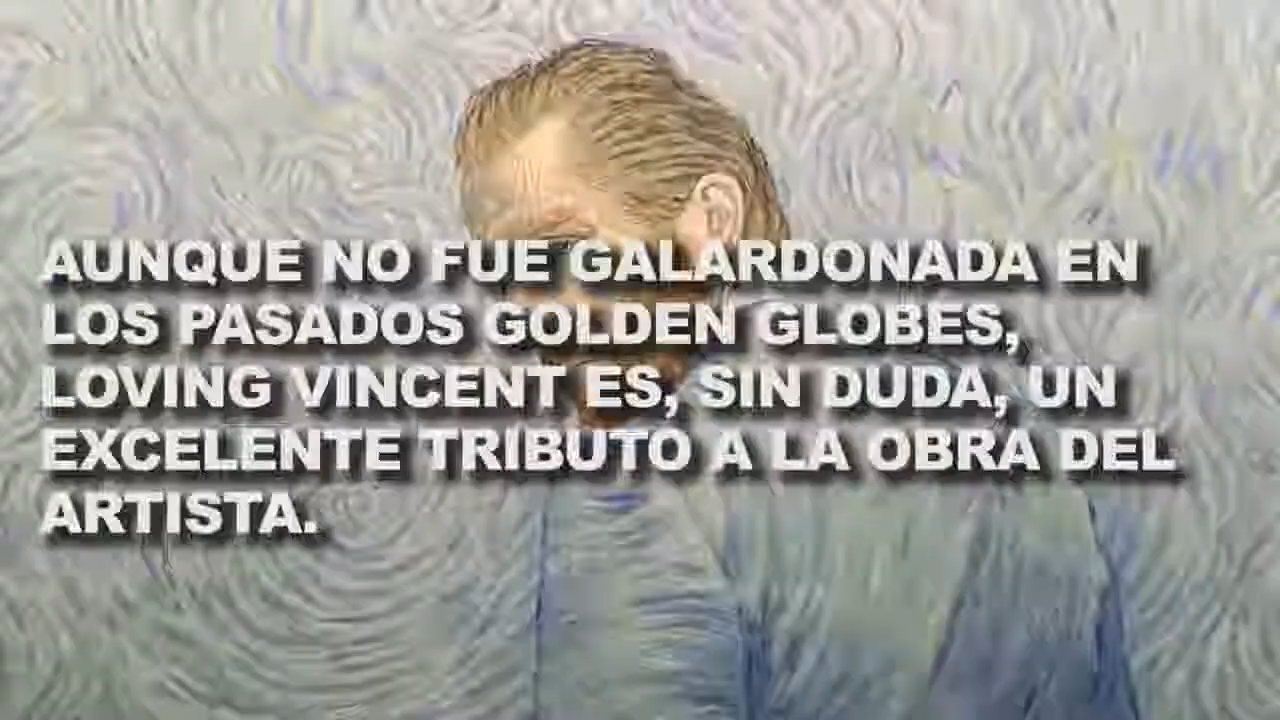 AUNQUE NO FUE GALARDONADA EN
LOS PASADOS GOLDEN GLOBES,
LOVING VINCENT ES, SIN DUDA, UN
EXCELENTE TRIBUTO A LA OBRA DEL
ARTISTA.